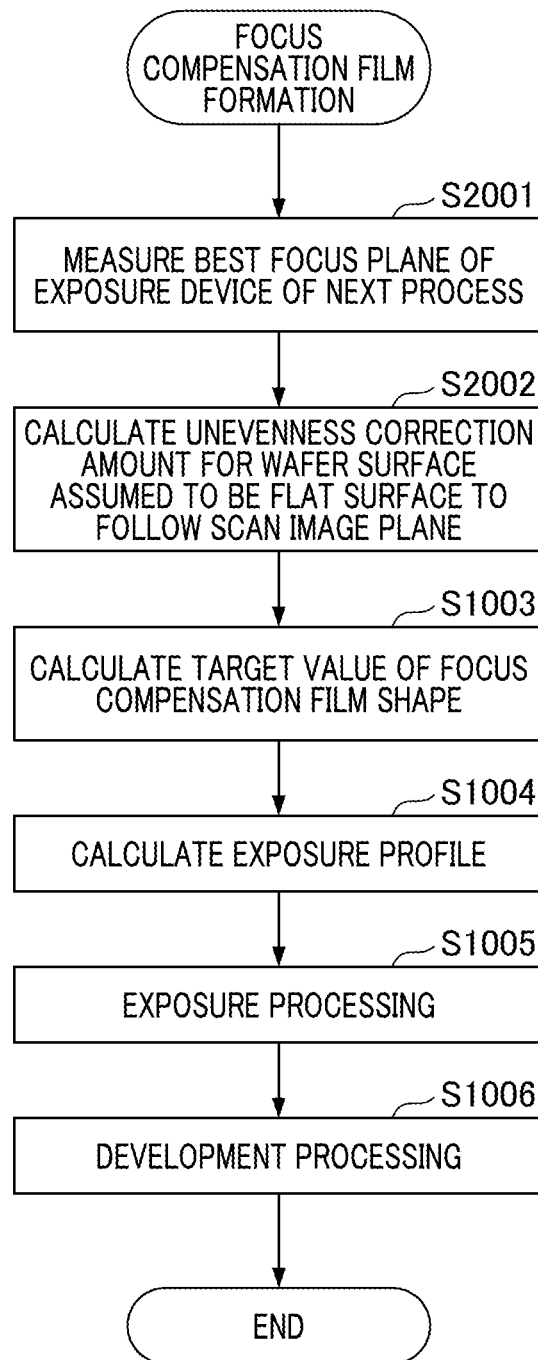 FOCUS
COMPENSATION FILM
FORMATION
S2001
MEASURE BEST FOCUS PLANE OF
EXPOSURE DEVICE OF NEXT PROCESS
S2002
CALCULATE UNEVENNESS CORRECTION
AMOUNT FOR WAFER SURFACE
ASSUMED TO BE FLAT SURFACE TO
FOLLOW SCAN IMAGE PLANE
S1003
CALCULATE TARGET VALUE OF FOCUS
COMPENSATION FILM SHAPE
S1004
CALCULATE EXPOSURE PROFILE
S1005
EXPOSURE PROCESSING
S1006
DEVELOPMENT PROCESSING
END